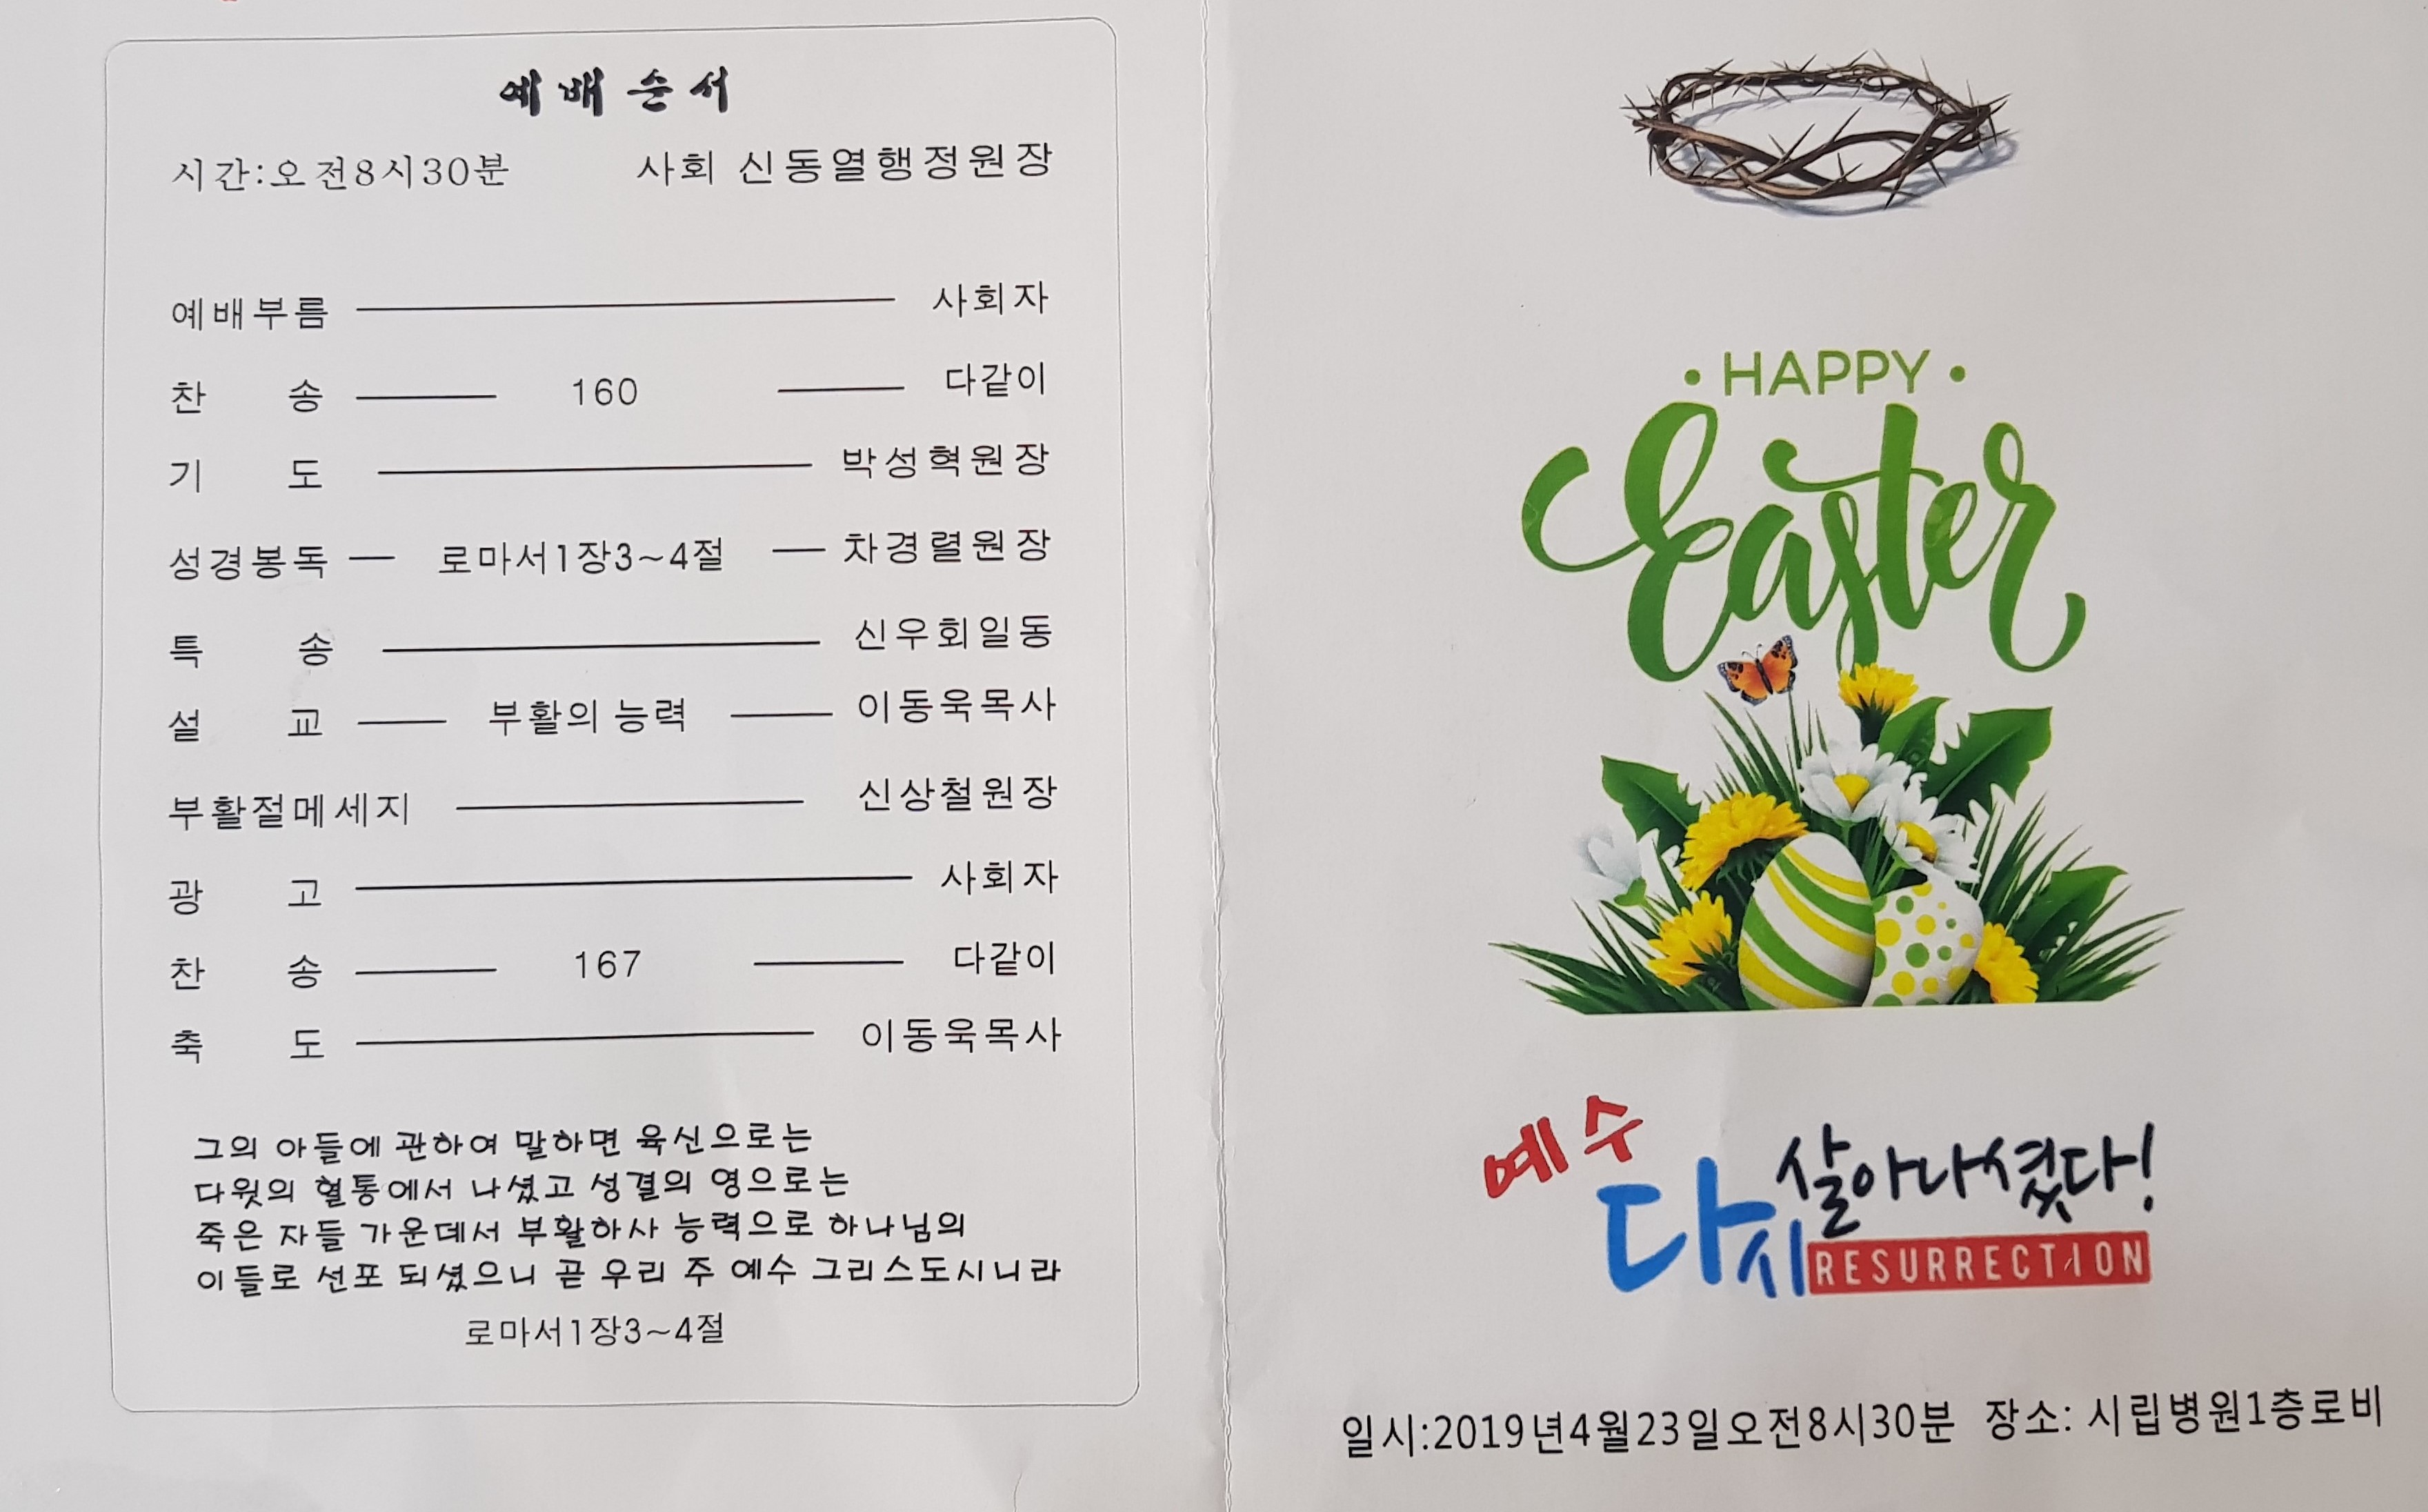 예배순서
시간:오전8시30분 사회 신동열행정원장
예배부름 사회자
찬 송 160 다같이
기 도 박성혁원장
성경봉독 로마서1장3~4절 차경렬원장
특 송 신우회일동
설 교 부활의 능력 이동욱목사
부활절메세지 신상철원장
광 고 사회자
찬 송 167 다같이
축 도 이동욱목사
그의 아들에 관하여 말하면 육신으로는
다윗의 혈통에서 나셨고 성결의 영으로는
죽은 자들 가운데서 부활하사 능력으로 하나님의
이들로 선포 되셨으니 곧 우리 주 예수 그리스도시니라
로마서1장3~4절
• HAPPY •
Easter
예수
다시 살아나셨다!
RESURRECTION
일시:2019년4월23일오전8시30분 장소: 시립병원1층로비